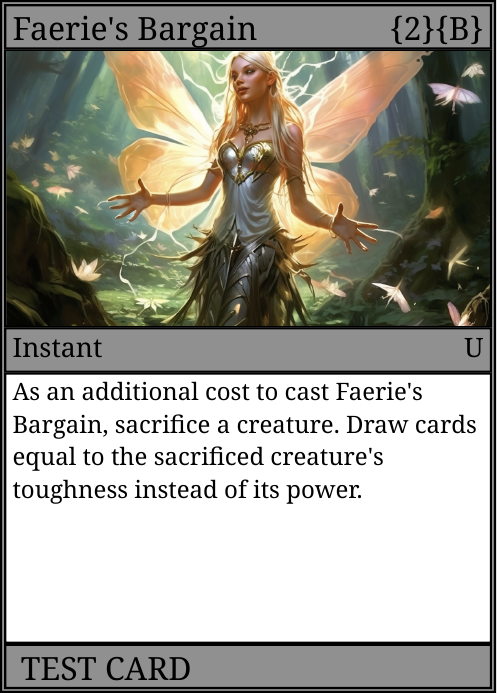 Faerie's Bargain {2}{B}
Instant U
As an additional cost to cast Faerie's
Bargain, sacrifice a creature. Draw cards
equal to the sacrificed creature's
toughness instead of its power.
TEST CARD